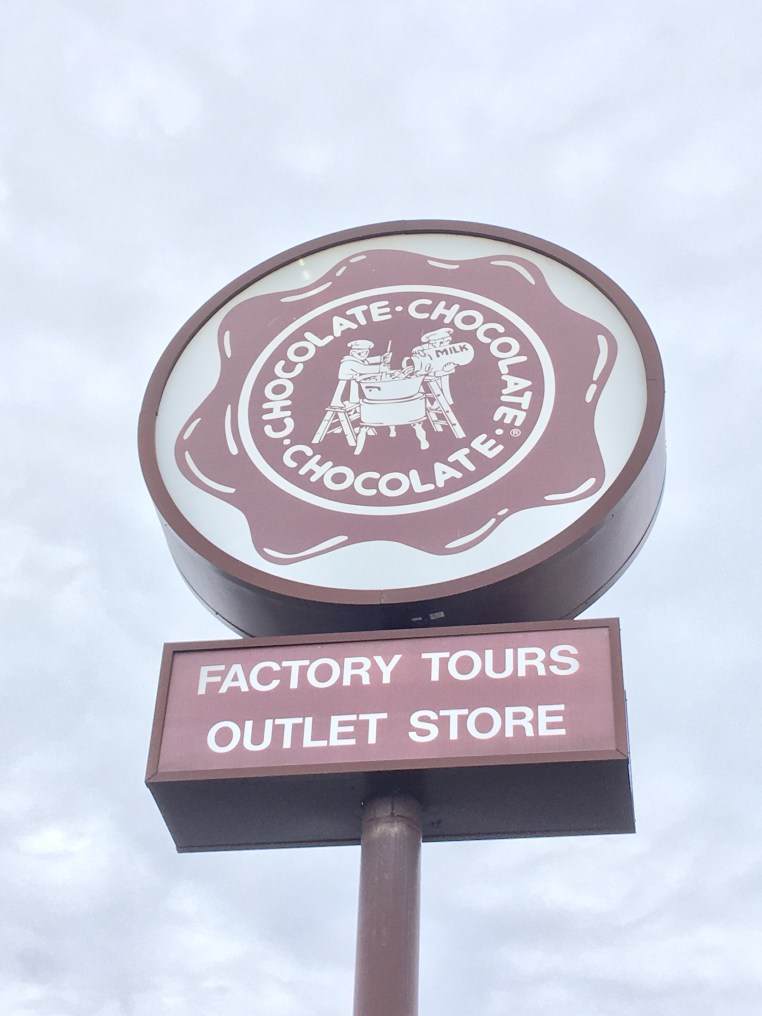 CHOCOLATE · CHOCOLATE · CHOCOLATE ·
®
MILK
FACTORY TOURS
OUTLET STORE